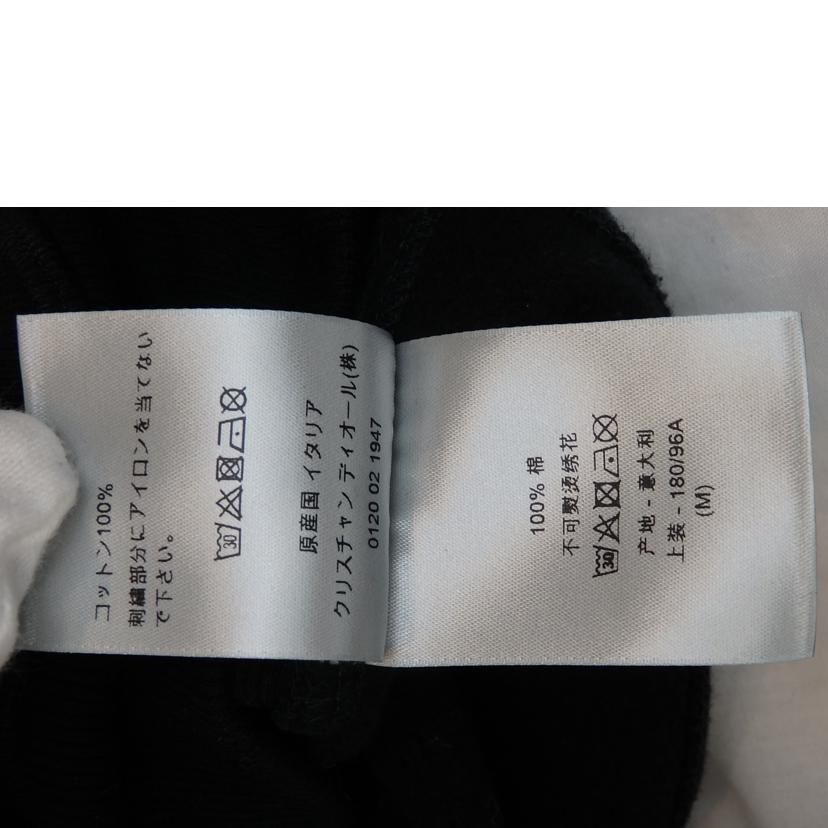 コットン100%
刺繍部分にアイロンを当てない
で下さい。
30
原産国 イタリア
クリスチャン ディオール(株)
0120 02 1947
100% 棉
不可熨烫绣花
30
产地 - 意大利
上装 - 180/96A
(M)